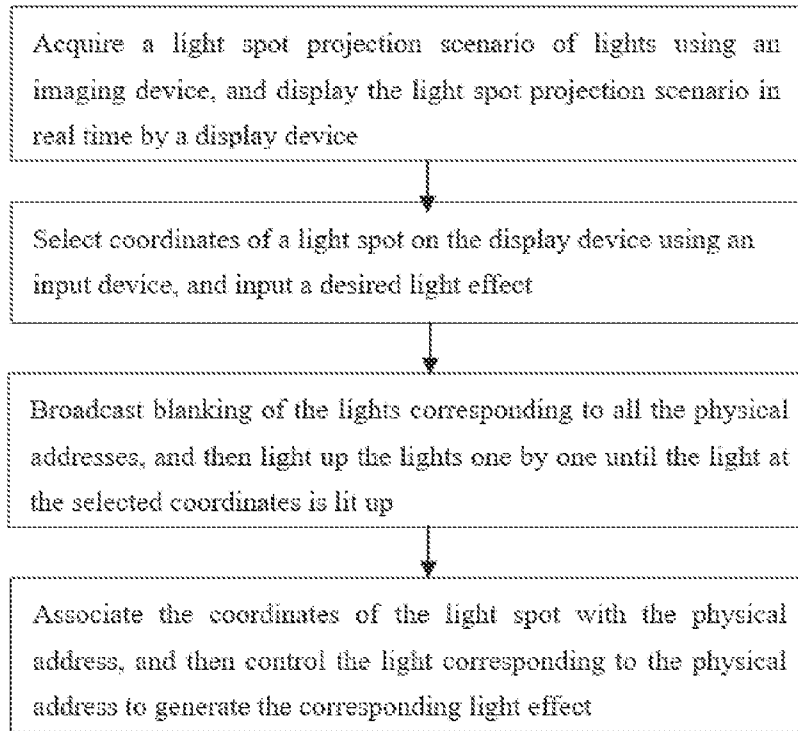 Acquire a light spot projection scenario of lights using an
imaging device, and display the light spot projection scenario in
real time by a display device
Select coordinates of a light spot on the display device using an
input device, and input a desired light effect
Broadcast blanking of the lights corresponding to all the physical
addresses, and then light up the lights one by one until the light at
the selected coordinates is lit up
Associate the coordinates of the light spot with the physical
address, and then control the light corresponding to the physical
address to generate the corresponding light effect